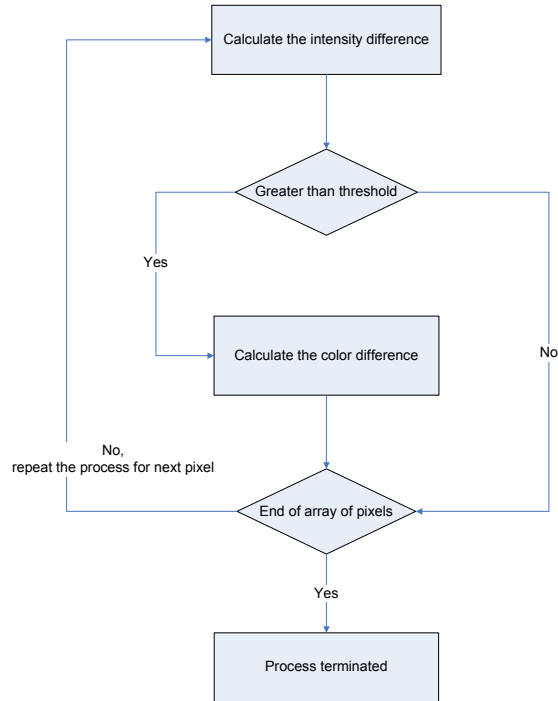 Calculate the intensity difference
Greater than threshold
Yes
Calculate the color difference
No
No,
repeat the process for next pixel
End of array of pixels
Yes
Process terminated